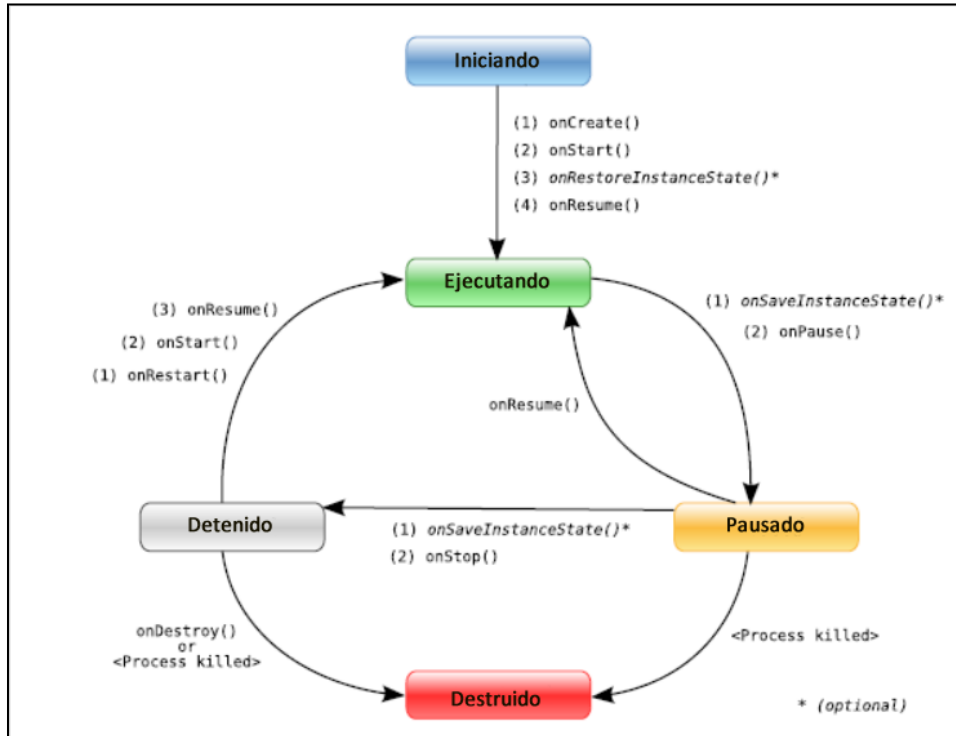 Iniciando
(1) onCreate()
(2) onStart()
(3) onRestoreInstanceState()*
(4) onResume()
Ejecutando
(3) onResume()
(2) onStart()
(1) onRestart()
(1) onSaveInstanceState()*
(2) onPause()
onResume()
Detenido
(1) onSaveInstanceState()*
(2) onStop()
Pausado
onDestroy()
or
<Process killed>
<Process killed>
Destruido
* (optional)